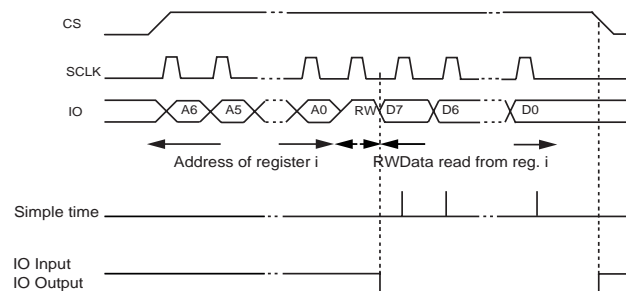 CS
SCLK
IO A6 A5 A0 RW D7 D6 D0
Address of register i RWData read from reg. i
Simple time
IO Input
IO Output